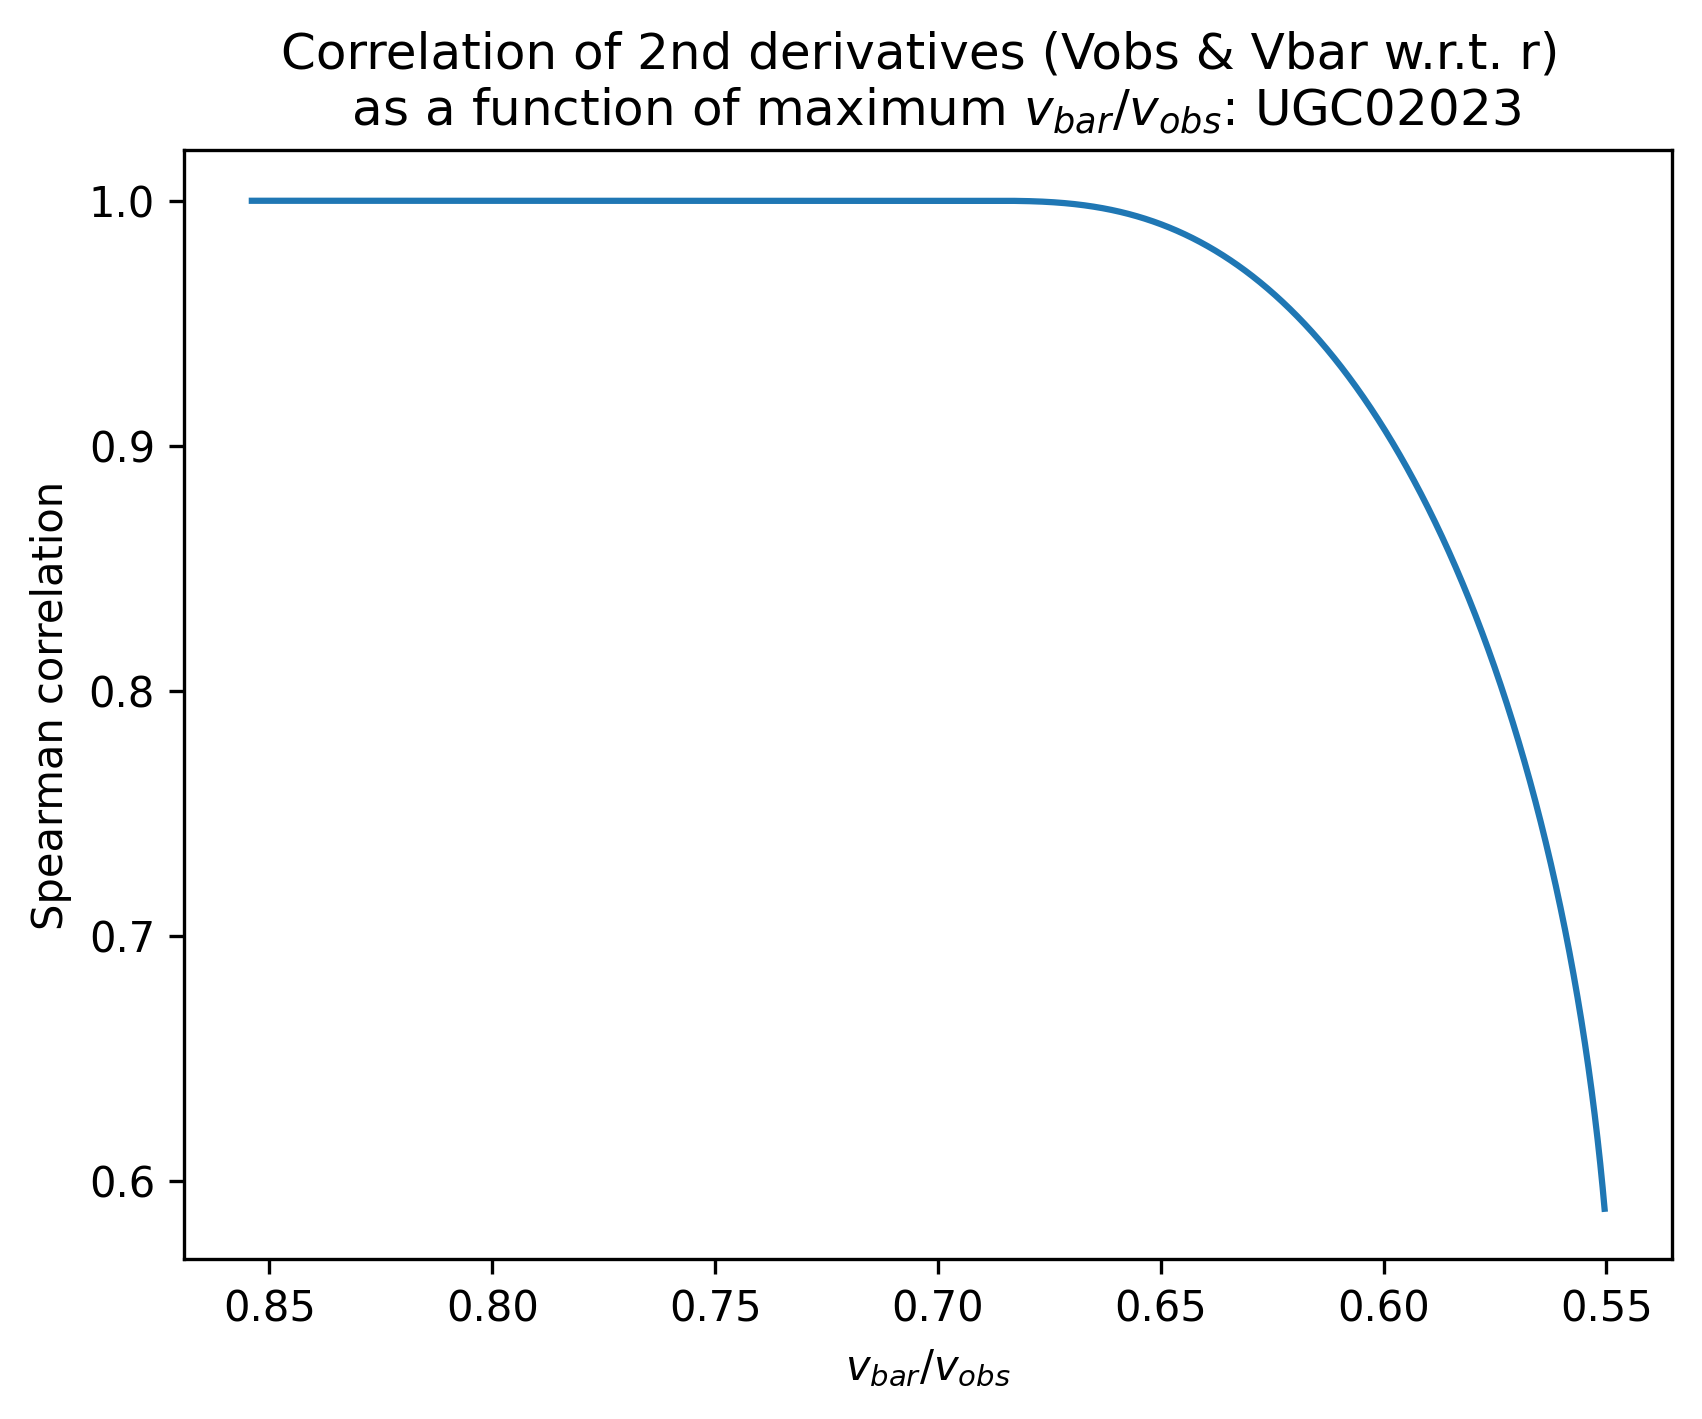 Correlation of 2nd derivatives (Vobs & Vbar w.r.t. r)
as a function of maximum v_bar/v_obs: UGC02023
1.0
0.9
0.8
0.7
0.6
Spearman correlation
0.85 0.80 0.75 0.70 0.65 0.60 0.55
v_bar/v_obs